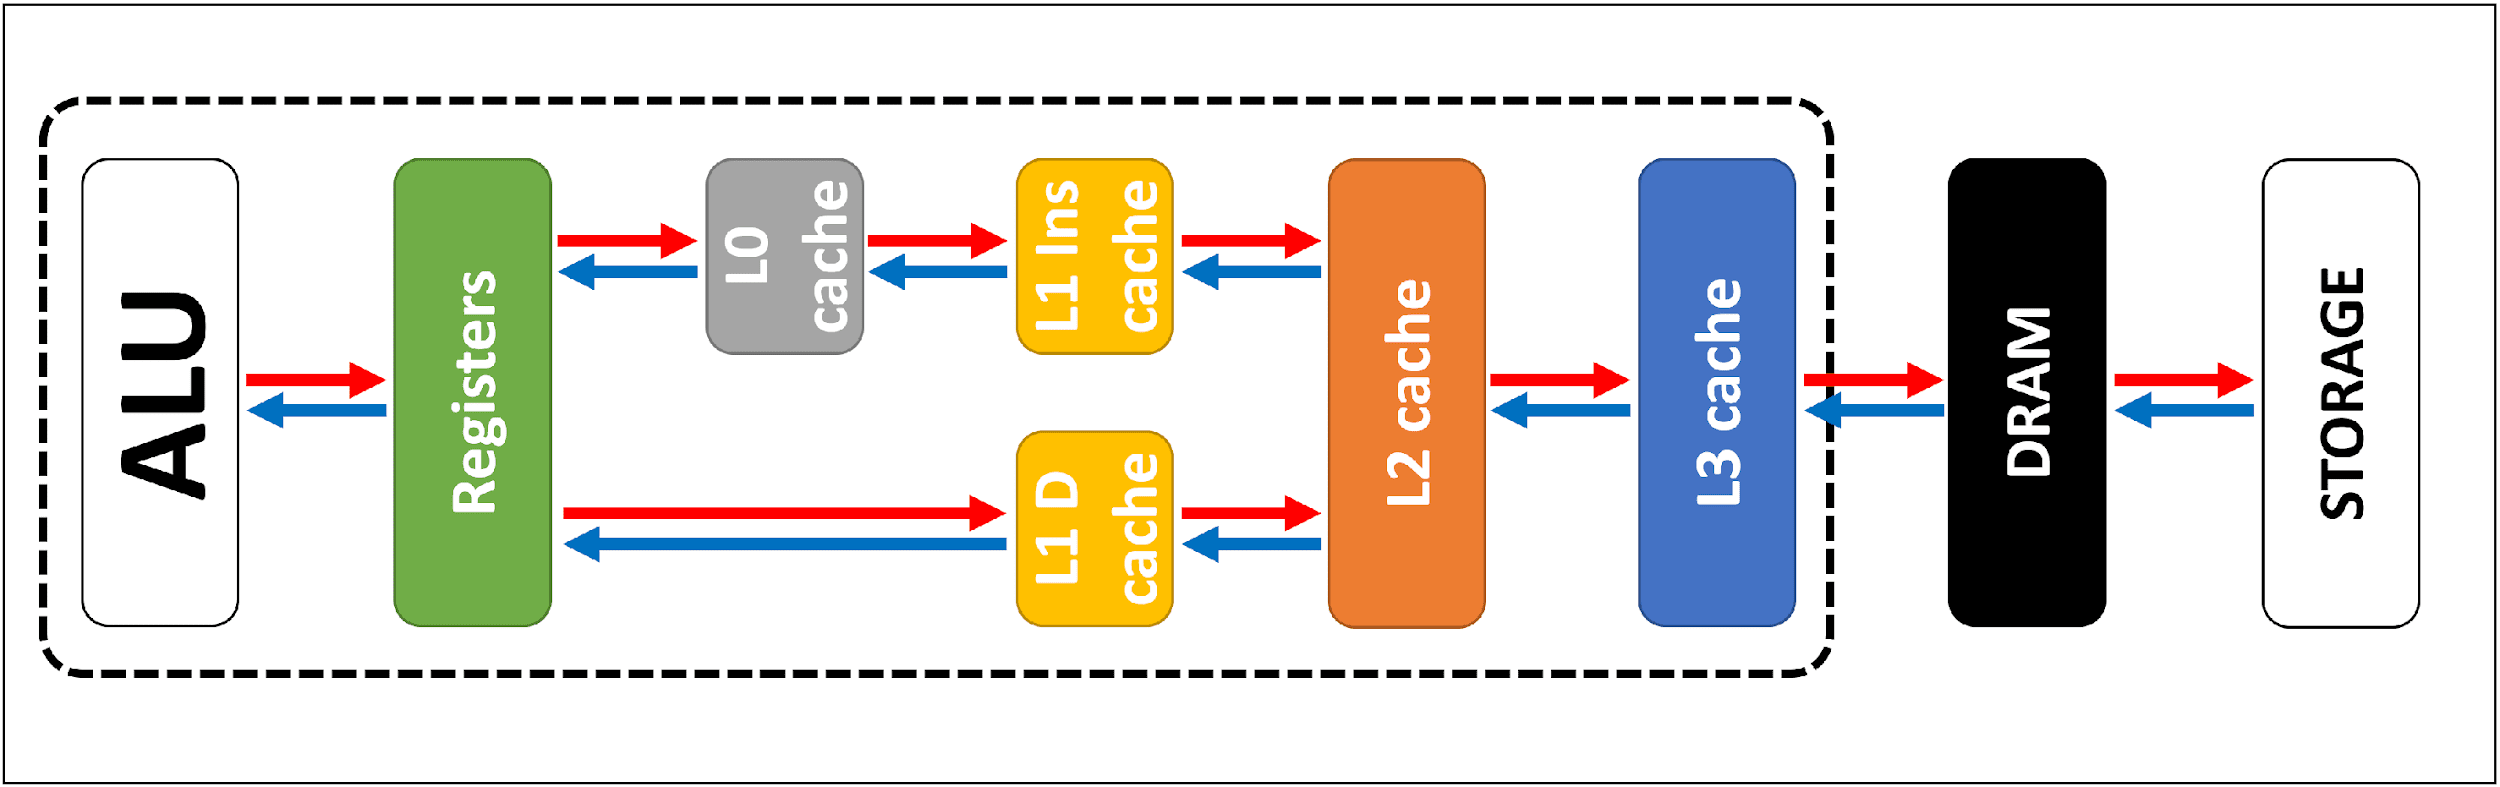 ALU
Registers
L0
cache
L1 Ins
cache
L1 D
cache
L2 cache
L3 cache
DRAM
STORAGE